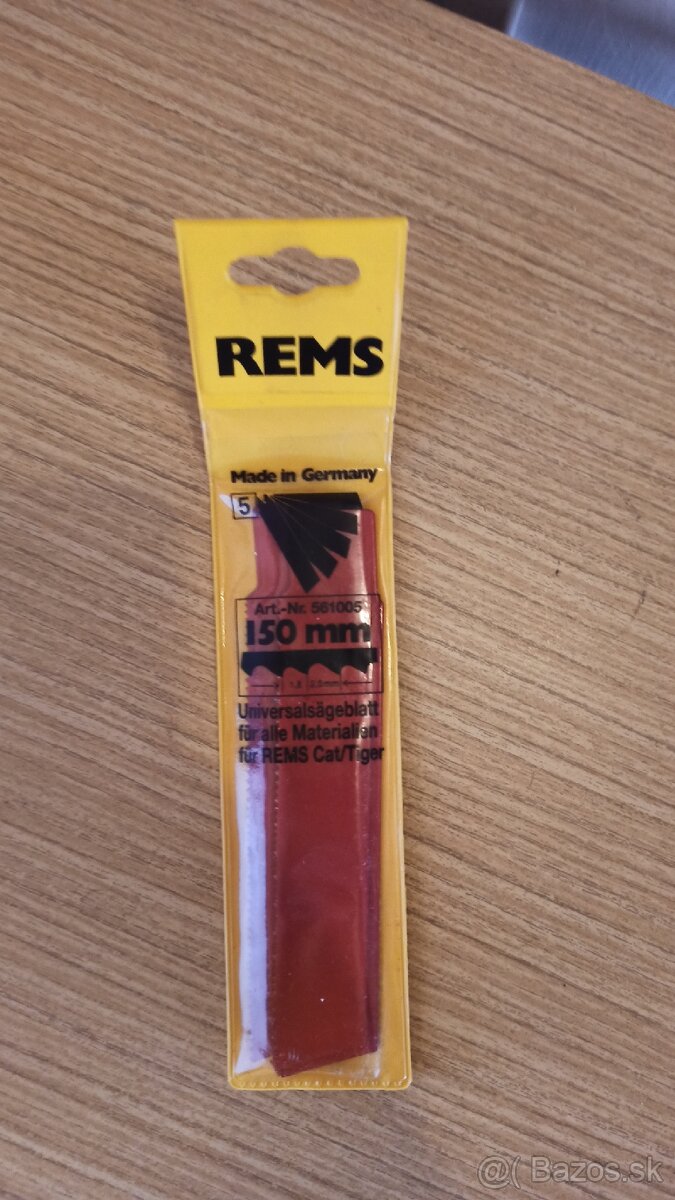 REMS
Made in Germany
5
Art.-Nr. 561005
150 mm
Universalsägeblatt
für alle Materialien
für REMS Cat/Tiger
@( Bazos.sk